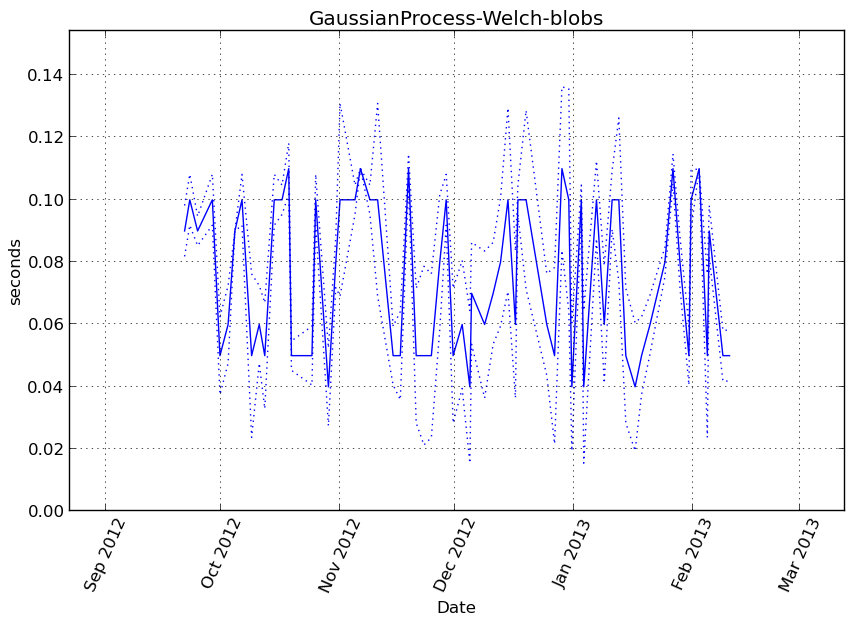 GaussianProcess-Welch-blobs
0.14
0.12
0.10
0.08
0.06
0.04
0.02
0.00
seconds
Sep 2012
Oct 2012
Nov 2012
Dec 2012
Jan 2013
Feb 2013
Mar 2013
Date